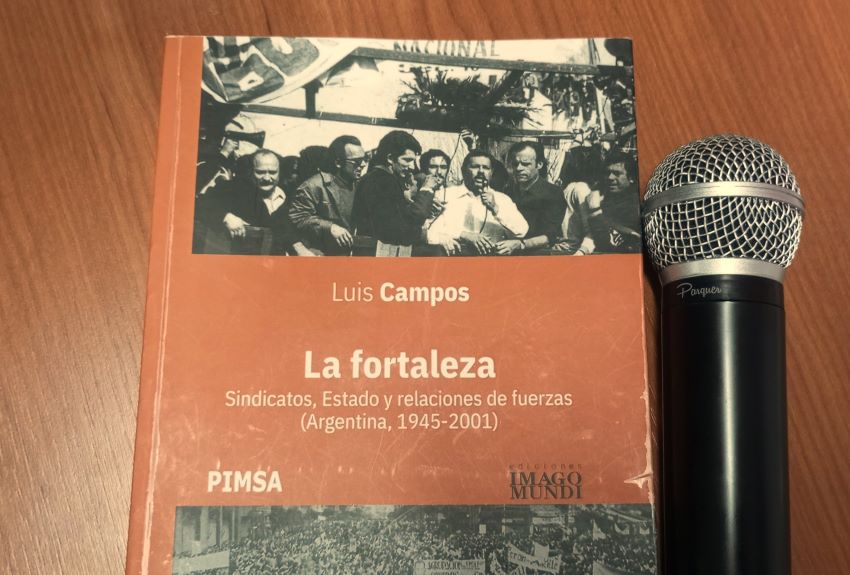 NACIONAL
Luis Campos
La fortaleza
Sindicatos, Estado y relaciones de fuerzas
(Argentina, 1945-2001)
PIMSA
ediciones
IMAGO
MUNDI
Parquer